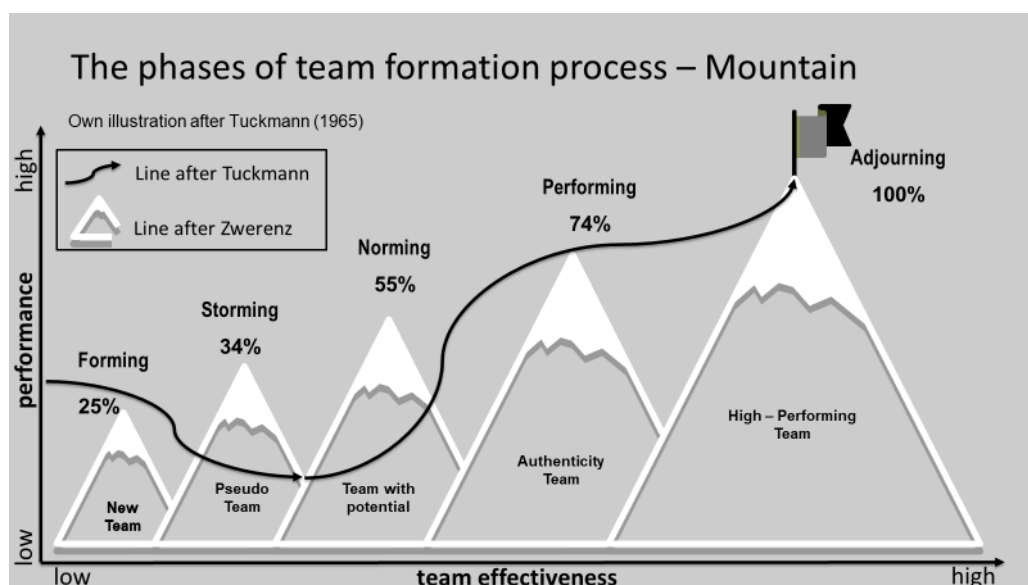 The phases of team formation process – Mountain
Own illustration after Tuckmann (1965)
Line after Tuckmann
Line after Zwerenz
high
performance
low
Forming
25%
Storming
34%
Norming
55%
Performing
74%
Adjourning
100%
New
Team
Pseudo
Team
Team with
potential
Authenticity
Team
High – Performing
Team
low
team effectiveness
high